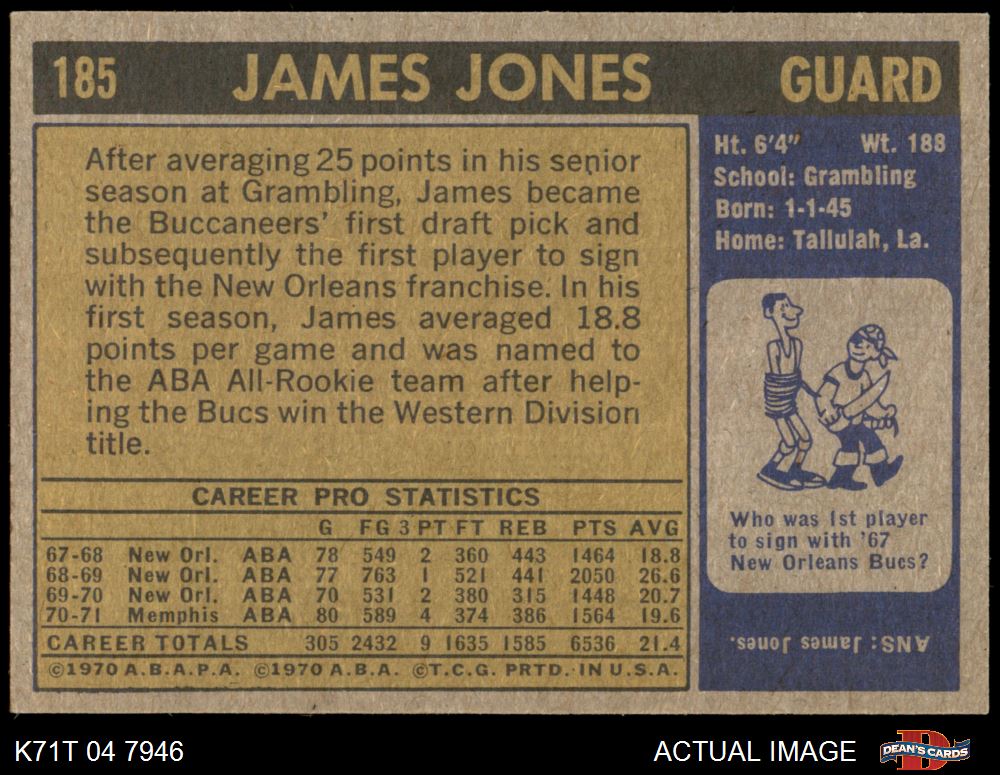 185 JAMES JONES GUARD
After averaging 25 points in his senior
season at Grambling, James became
the Buccaneers' first draft pick and
subsequently the first player to sign
with the New Orleans franchise. In his
first season, James averaged 18.8
points per game and was named to
the ABA All-Rookie team after help-
ing the Bucs win the Western Division
title.
CAREER PRO STATISTICS
G FG 3 PT FT REB PTS AVG
67-68 New Orl. ABA 78 549 2 360 443 1464 18.8
68-69 New Orl. ABA 77 763 1 521 441 2050 26.6
69-70 New Orl. ABA 70 531 2 380 315 1448 20.7
70-71 Memphis ABA 80 589 4 374 386 1564 19.6
CAREER TOTALS 305 2432 9 1635 1585 6536 21.4
©1970 A.B.A.P.A. ©1970 A.B.A. ©T.C.G. PRTD. IN U.S.A.
Ht. 6'4" Wt. 188
School: Grambling
Born: 1-1-45
Home: Tallulah, La.
Who was 1st player
to sign with '67
New Orleans Bucs?
ANS: James Jones.
K71T 04 7946 ACTUAL IMAGE DEAN'S CARDS